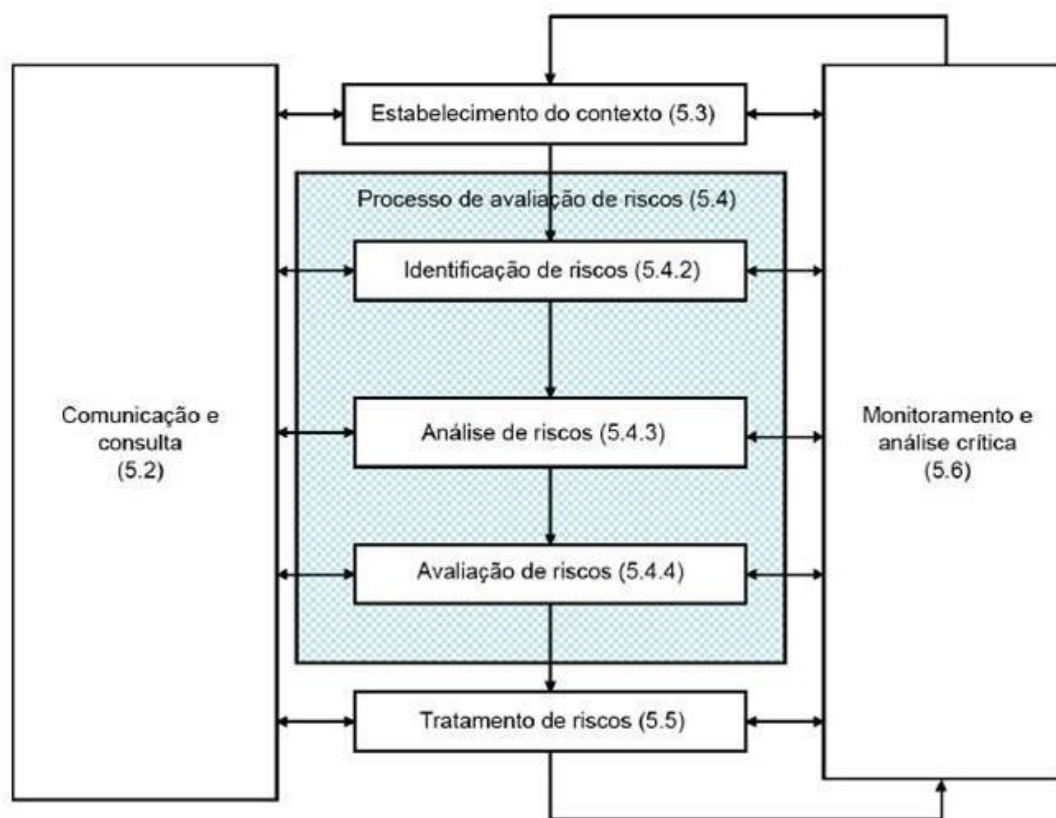 Estabelecimento do contexto (5.3)
Processo de avaliação de riscos (5.4)
Identificação de riscos (5.4.2)
Comunicação e
consulta
(5.2)
Análise de riscos (5.4.3)
Monitoramento e
análise crítica
(5.6)
Avaliação de riscos (5.4.4)
Tratamento de riscos (5.5)